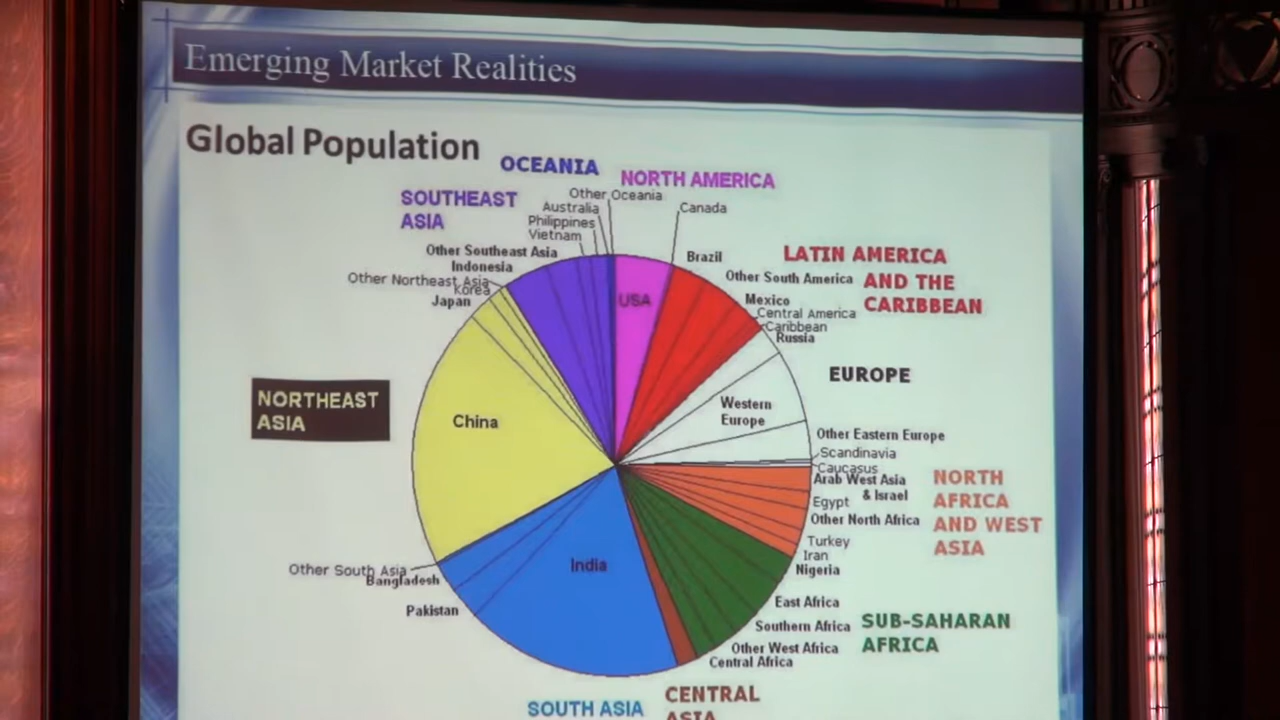 Emerging Market Realities
Global Population
OCEANIA
NORTH AMERICA
SOUTHEAST
ASIA
Other Oceania
Australia
Philippines
Vietnam
Other Southeast Asia
Indonesia
Other Northeast Asia
Korea
Japan
Canada
Brazil
Other South America
Mexico
Central America
Caribbean
Russia
LATIN AMERICA
AND THE
CARIBBEAN
USA
EUROPE
Western
Europe
Other Eastern Europe
Scandinavia
Caucasus
NORTHEAST
ASIA
China
Arab West Asia
& Israel
Egypt
Other North Africa
Turkey
Iran
NORTH
AFRICA
AND WEST
ASIA
Nigeria
East Africa
Southern Africa
Other West Africa
Central Africa
SUB-SAHARAN
AFRICA
India
Other South Asia
Bangladesh
Pakistan
SOUTH ASIA
CENTRAL
ASIA